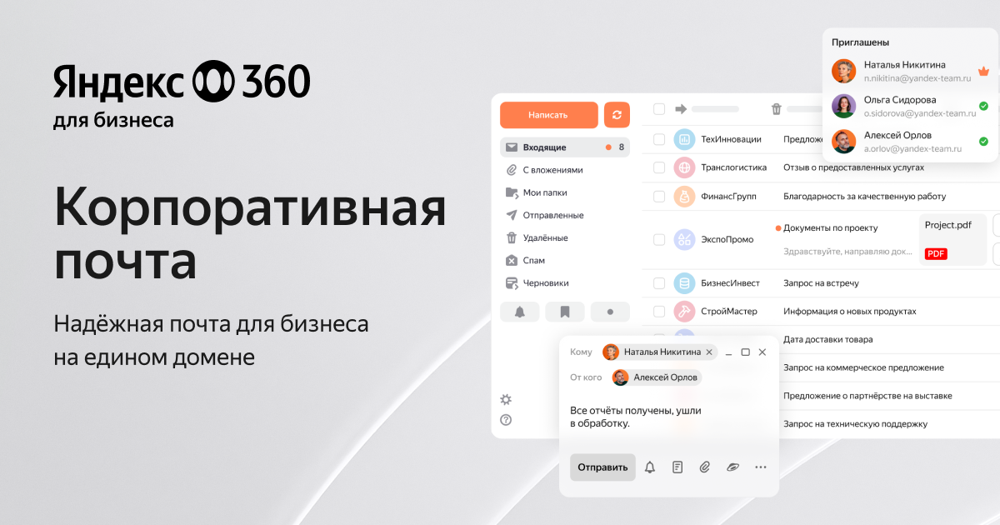 Яндекс 360
для бизнеса
Корпоративная
почта
Надёжная почта для бизнеса
на едином домене
Написать
Входящие 8
С вложениями
Мои папки
Отправленные
Удалённые
Спам
Черновики
ТехИнновации Предлож
Транслогистика Отзыв о предоставленных услугах
ФинансГрупп Благодарность за качественную работу
ЭкспоПромо Документы по проекту
Здравствуйте, направляю док...
Project.pdf
PDF
БизнесИнвест Запрос на встречу
СтройМастер Информация о новых продуктах
Дата доставки товара
Запрос на коммерческое предложение
Предложение о партнёрстве на выставке
Запрос на техническую поддержку
Приглашены
Наталья Никитина
n.nikitina@yandex-team.ru
Ольга Сидорова
o.sidorova@yandex-team.ru
Алексей Орлов
a.orlov@yandex-team.ru
Кому Наталья Никитина
От кого Алексей Орлов
Все отчёты получены, ушли
в обработку.
Отправить